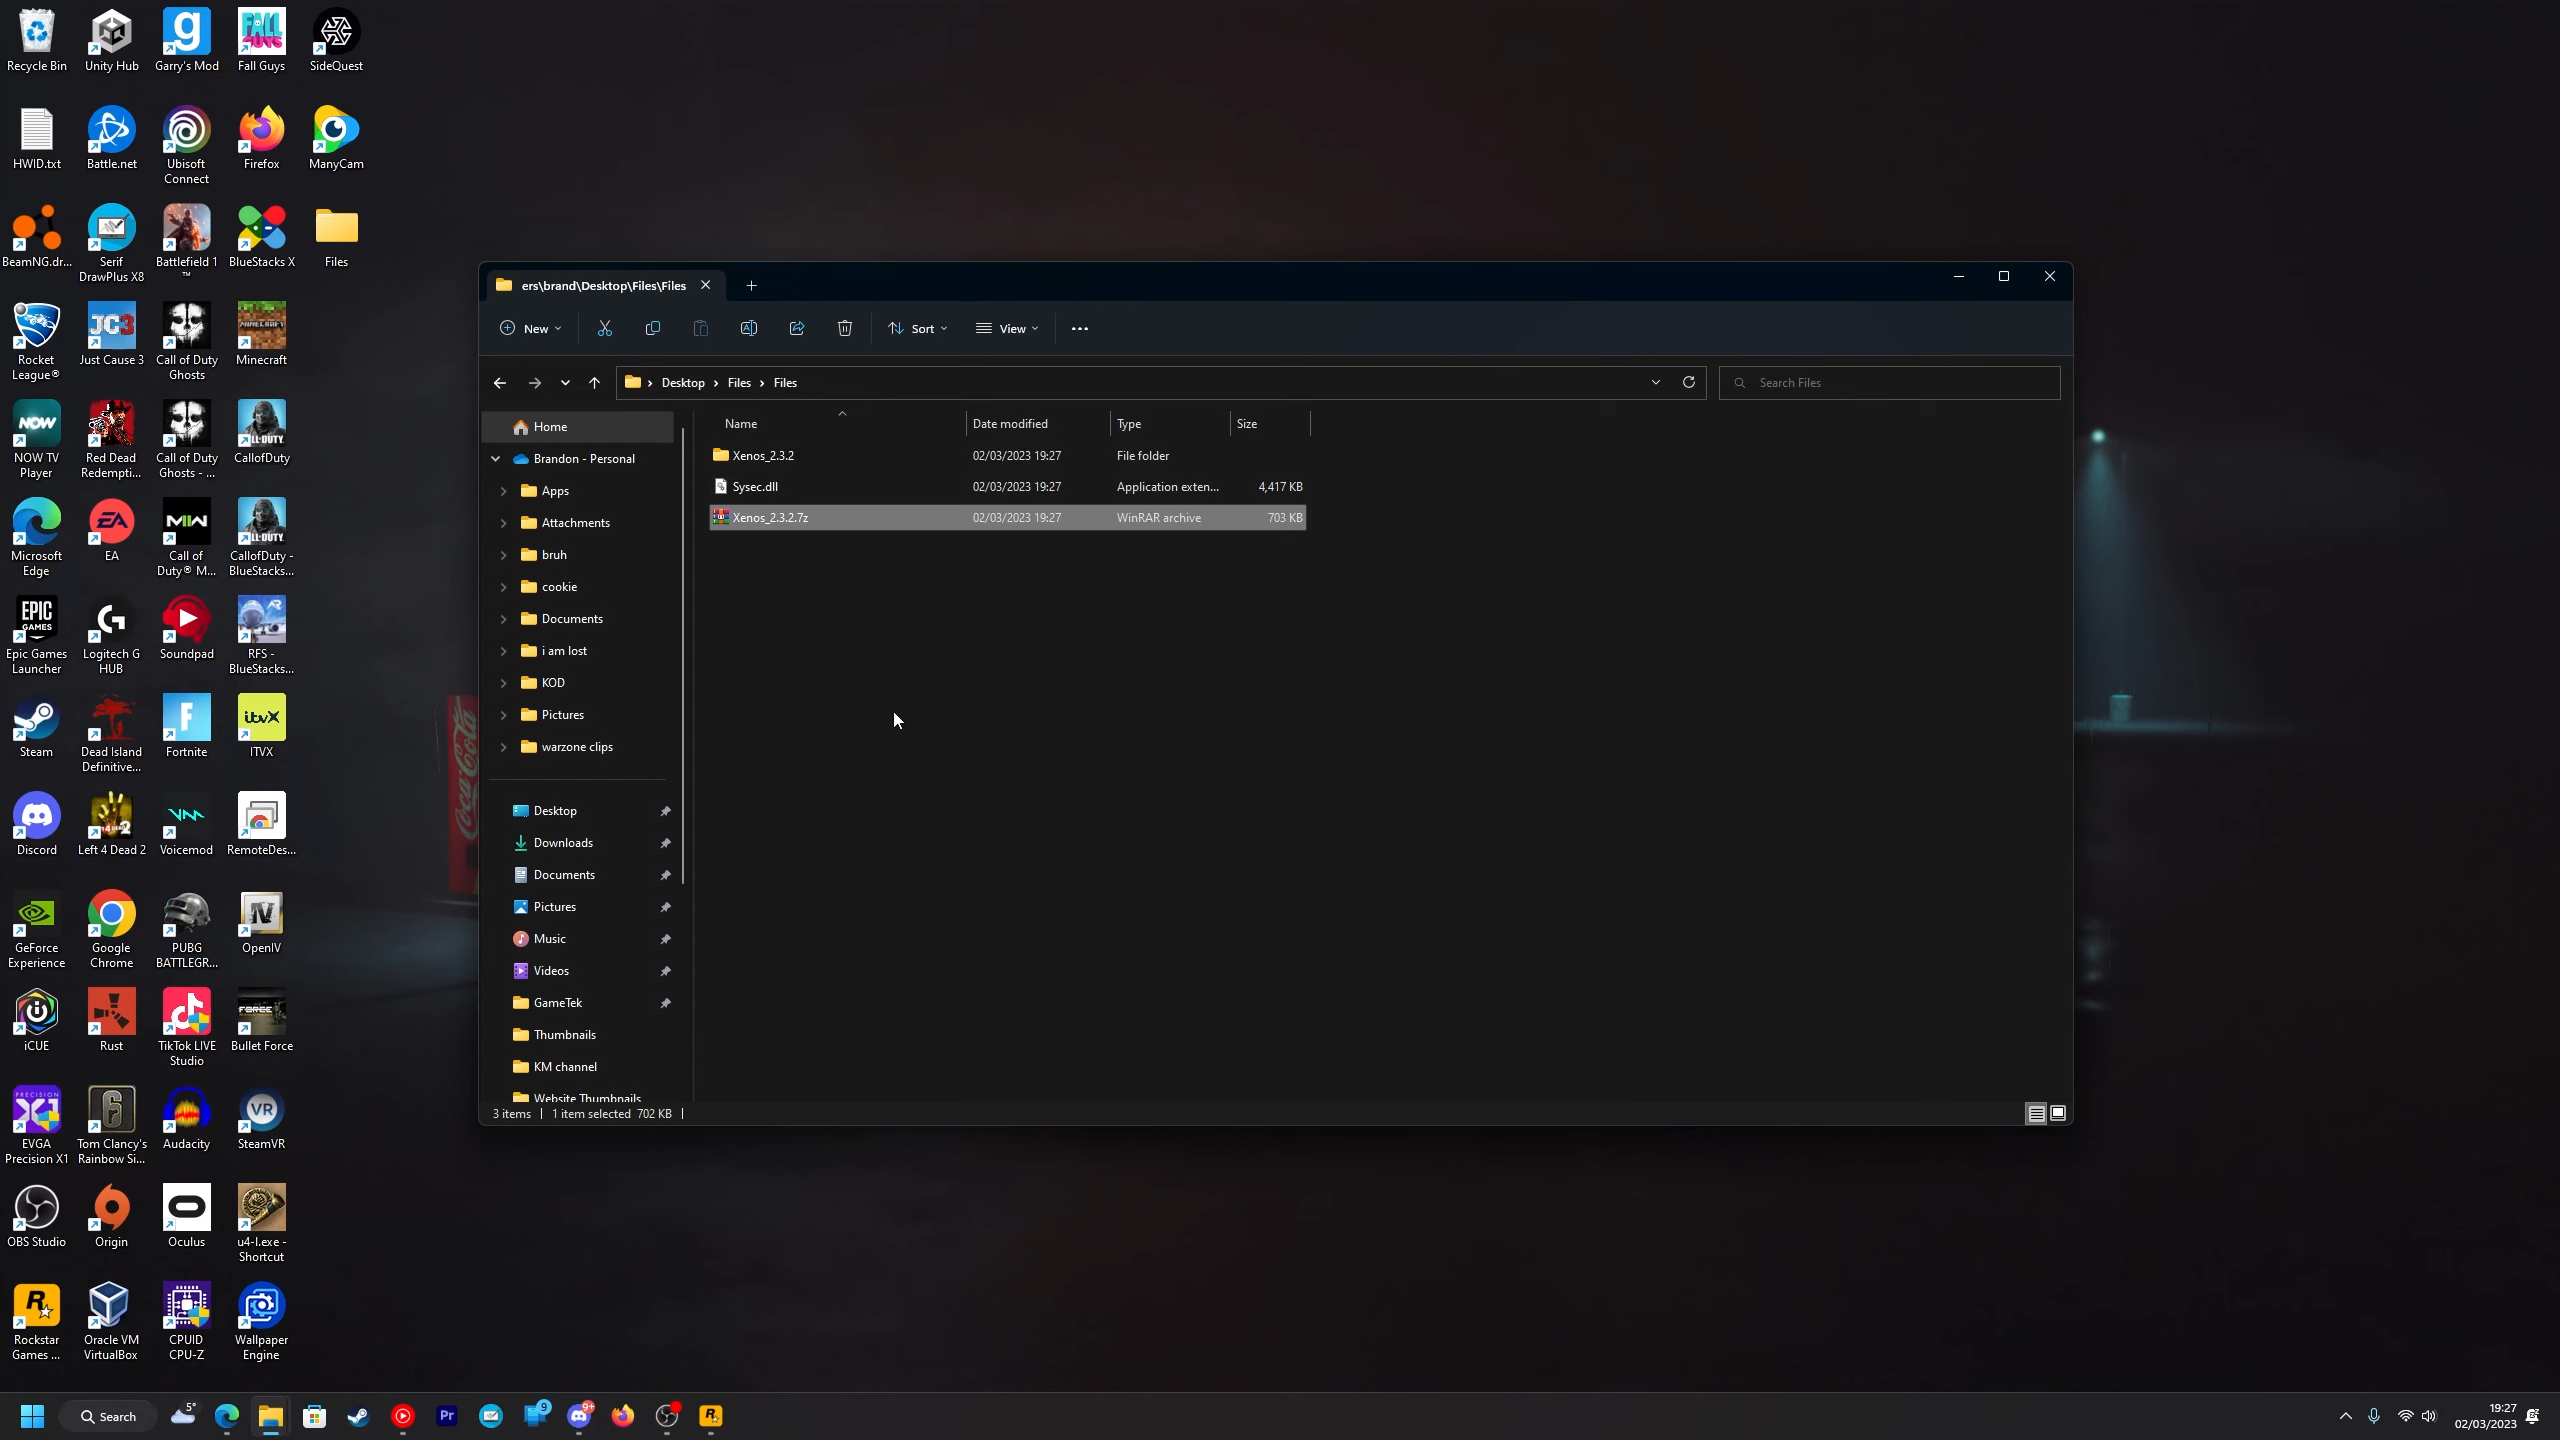 Recycle Bin
Unity Hub
Garry's Mod
Fall Guys
SideQuest
HWID.txt
Battle.net
Ubisoft
Connect
Firefox
ManyCam
BeamNG.dr...
Serif
DrawPlus X8
Battlefield 1
™
BlueStacks X
Files
Rocket
League®
Just Cause 3
Call of Duty
Ghosts
Minecraft
NOW TV
Player
Red Dead
Redempti...
Call of Duty
Ghosts - ...
CallofDuty
Microsoft
Edge
EA
Call of
Duty® M...
CallofDuty -
BlueStacks...
Epic Games
Launcher
Logitech G
HUB
Soundpad
RFS -
BlueStacks...
Steam
Dead Island
Definitive...
Fortnite
ITVX
Discord
Left 4 Dead 2
Voicemod
RemoteDes...
GeForce
Experience
Google
Chrome
PUBG
BATTLEGR...
OpenIV
iCUE
Rust
TikTok LIVE
Studio
Bullet Force
EVGA
Precision X1
Tom Clancy's
Rainbow Si...
Audacity
SteamVR
OBS Studio
Origin
Oculus
u4-l.exe -
Shortcut
Rockstar
Games ...
Oracle VM
VirtualBox
CPUID
CPU-Z
Wallpaper
Engine
Coca-Cola
ers\brand\Desktop\Files\Files
New
Sort
View
Desktop > Files > Files
Search Files
Home
Brandon - Personal
Apps
Attachments
bruh
cookie
Documents
i am lost
KOD
Pictures
warzone clips
Desktop
Downloads
Documents
Pictures
Music
Videos
GameTek
Thumbnails
KM channel
Website Thumbnails
Name Date modified Type Size
Xenos_2.3.2 02/03/2023 19:27 File folder
Sysec.dll 02/03/2023 19:27 Application exten... 4,417 KB
Xenos_2.3.2.7z 02/03/2023 19:27 WinRAR archive 703 KB
3 items 1 item selected 702 KB
Search
5°
Pr
9
9+
19:27
02/03/2023